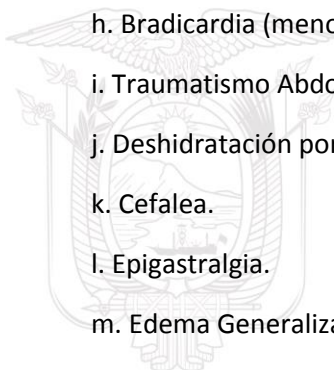 h. Bradicardia (meno
i. Traumatismo Abdo
j. Deshidratación por
k. Cefalea.
l. Epigastralgia.
m. Edema Generaliza